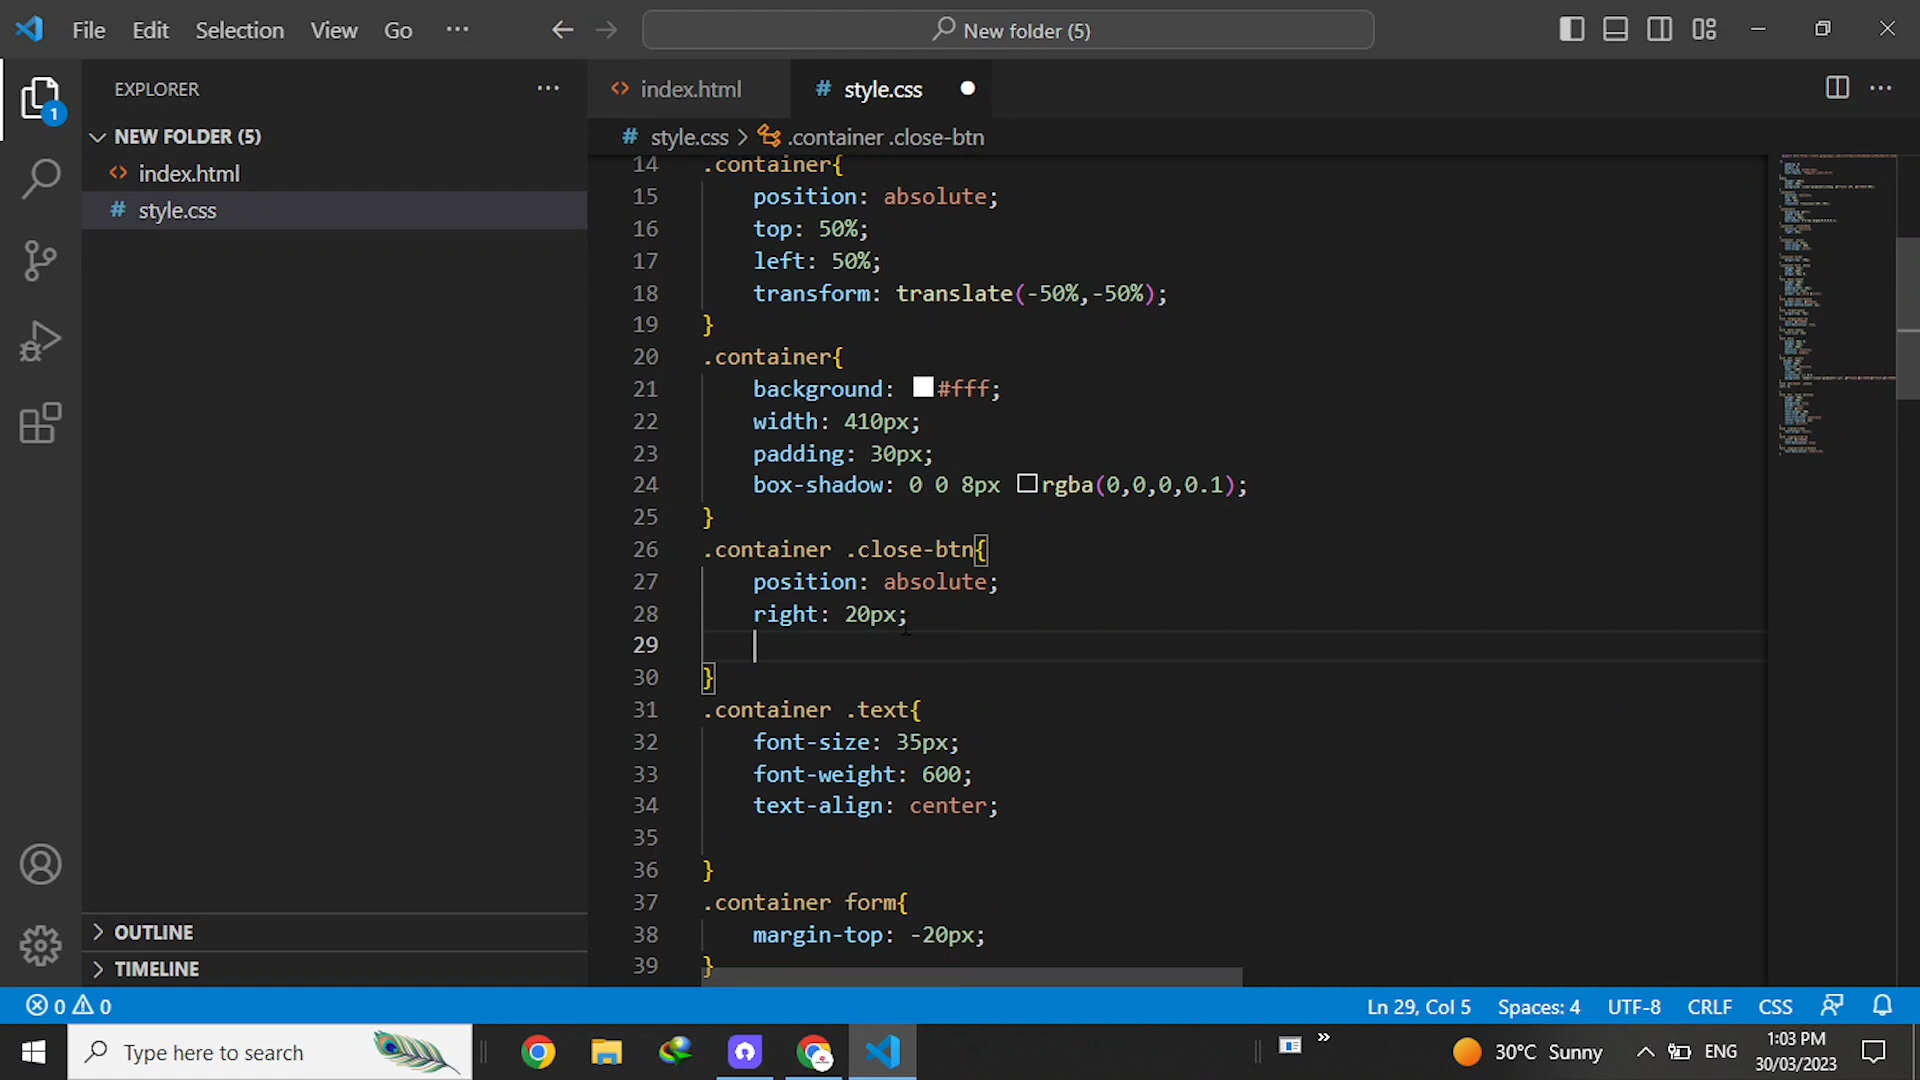 File Edit Selection View Go ···
New folder (5)
EXPLORER
NEW FOLDER (5)
index.html
style.css
OUTLINE
TIMELINE
1
index.html
# style.css
# style.css > .container .close-btn
14 .container{
15 position: absolute;
16 top: 50%;
17 left: 50%;
18 transform: translate(-50%,-50%);
19 }
20 .container{
21 background: #fff;
22 width: 410px;
23 padding: 30px;
24 box-shadow: 0 0 8px rgba(0,0,0,0.1);
25 }
26 .container .close-btn{
27 position: absolute;
28 right: 20px;
29
30 }
31 .container .text{
32 font-size: 35px;
33 font-weight: 600;
34 text-align: center;
35
36 }
37 .container form{
38 margin-top: -20px;
39 }
0 0
Ln 29, Col 5 Spaces: 4 UTF-8 CRLF CSS
Type here to search
30°C Sunny
ENG
1:03 PM
30/03/2023